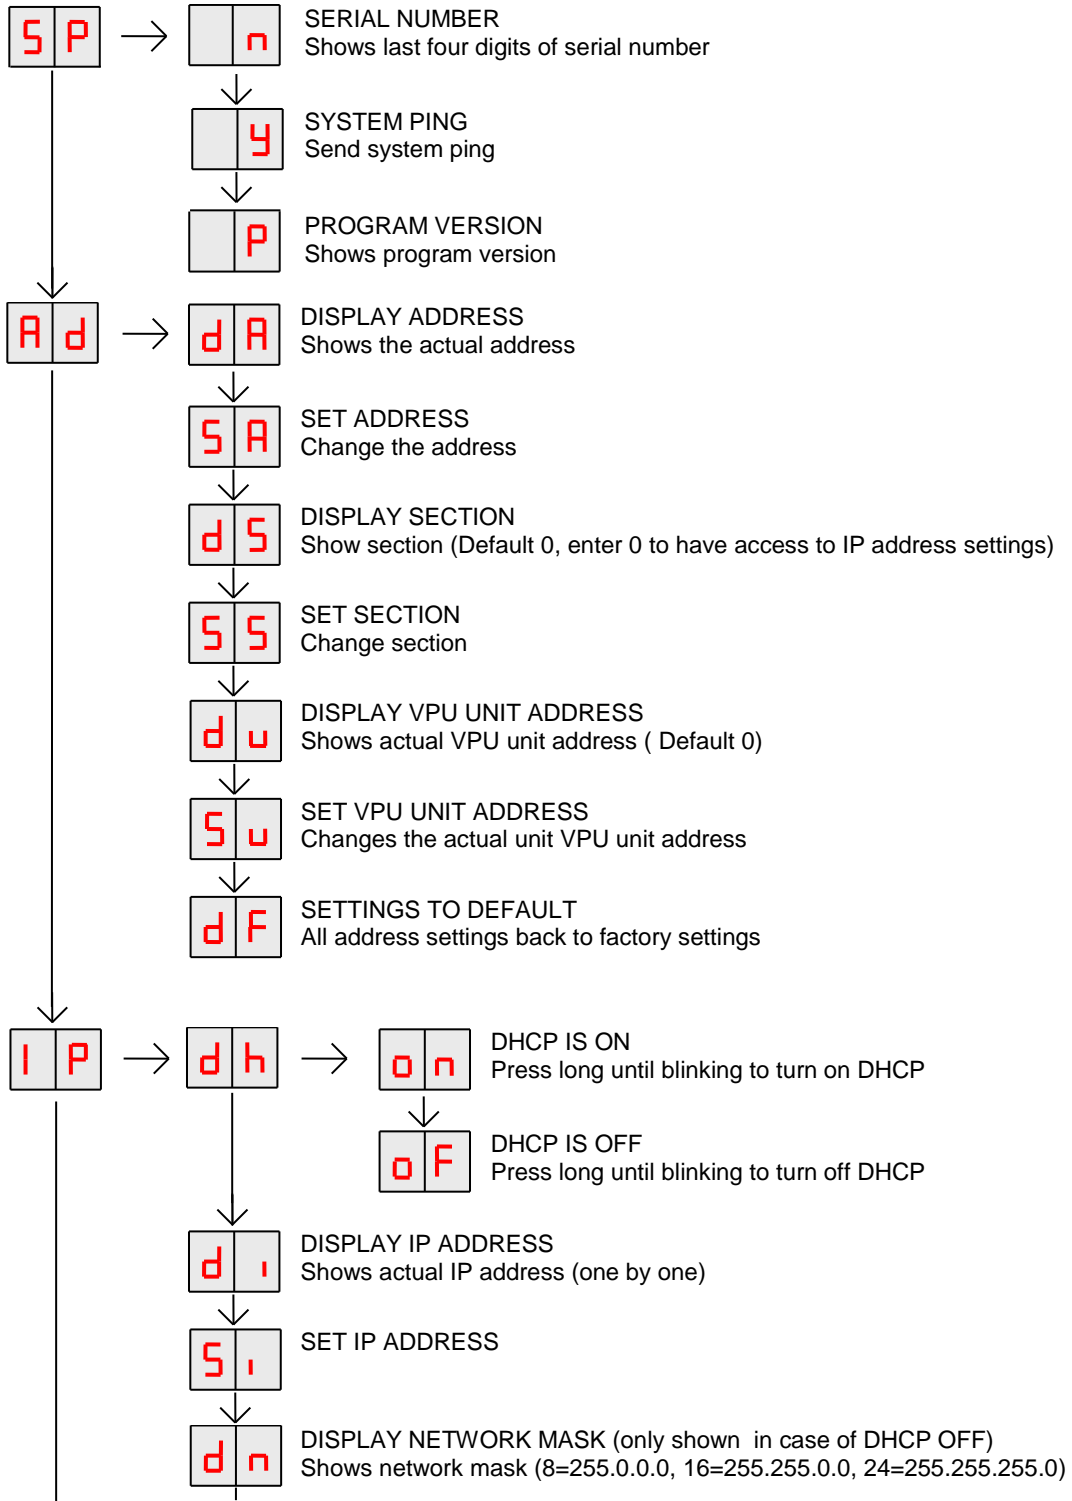 SP
n
SERIAL NUMBER
Shows last four digits of serial number
y
SYSTEM PING
Send system ping
P
PROGRAM VERSION
Shows program version
Ad
dA
DISPLAY ADDRESS
Shows the actual address
SA
SET ADDRESS
Change the address
dS
DISPLAY SECTION
Show section (Default 0, enter 0 to have access to IP address settings)
SS
SET SECTION
Change section
du
DISPLAY VPU UNIT ADDRESS
Shows actual VPU unit address ( Default 0)
Su
SET VPU UNIT ADDRESS
Changes the actual unit VPU unit address
dF
SETTINGS TO DEFAULT
All address settings back to factory settings
IP
dh
on
DHCP IS ON
Press long until blinking to turn on DHCP
oF
DHCP IS OFF
Press long until blinking to turn off DHCP
di
DISPLAY IP ADDRESS
Shows actual IP address (one by one)
Si
SET IP ADDRESS
dn
DISPLAY NETWORK MASK (only shown  in case of DHCP OFF)
Shows network mask (8=255.0.0.0, 16=255.255.0.0, 24=255.255.255.0)